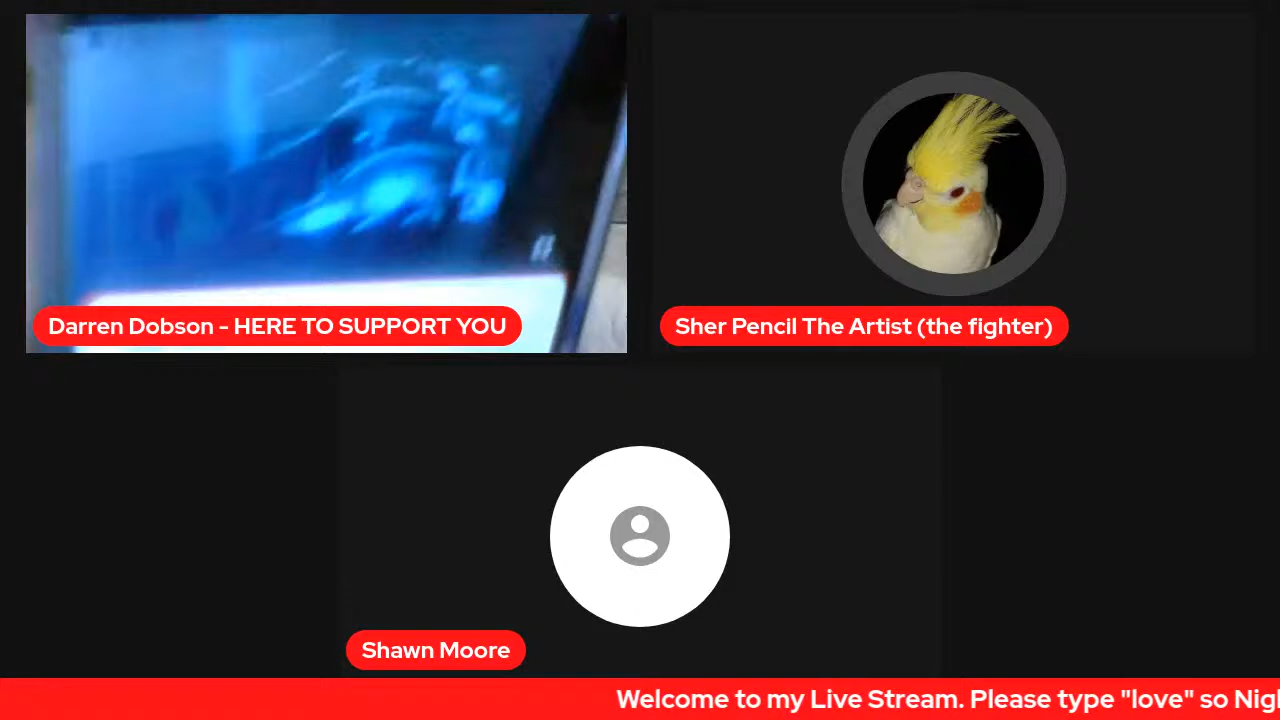 Darren Dobson - HERE TO SUPPORT YOU
Sher Pencil The Artist (the fighter)
Shawn Moore
Welcome to my Live Stream. Please type "love" so